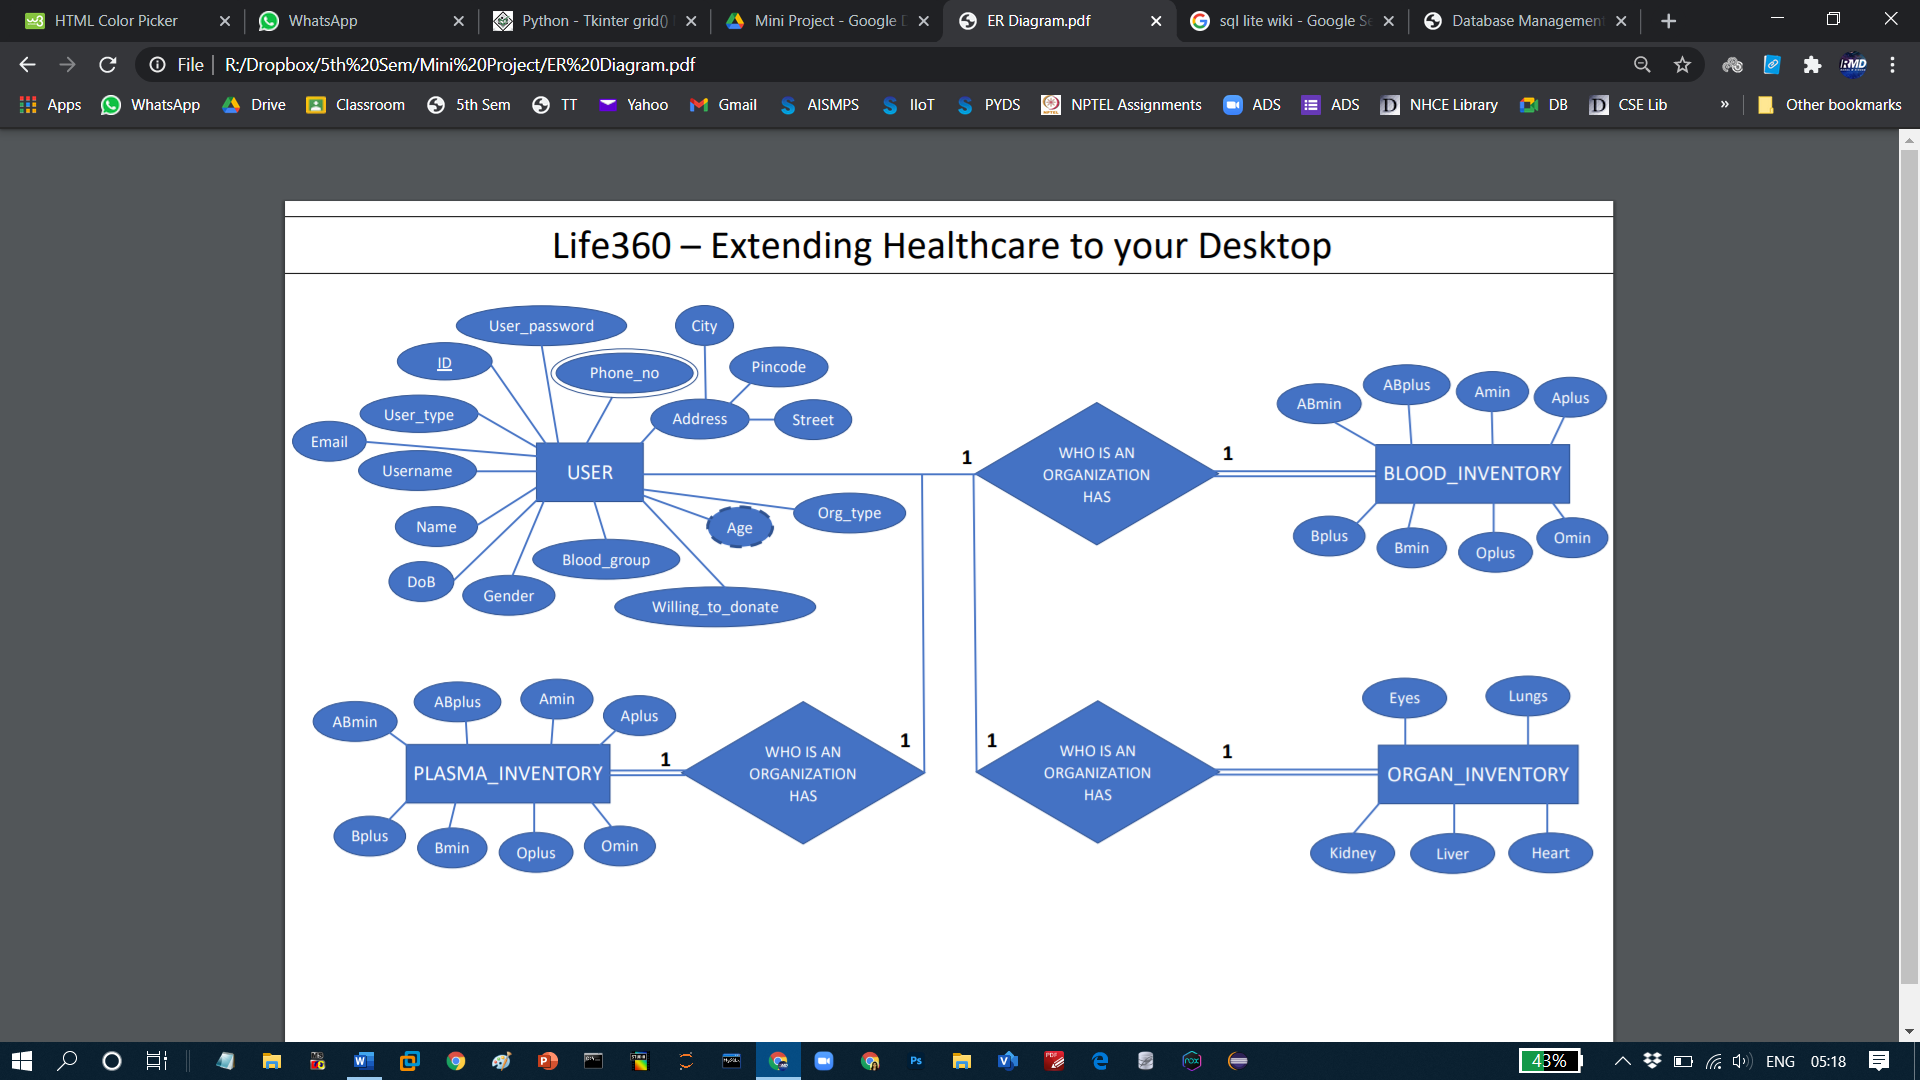 HTML Color Picker
WhatsApp
Python - Tkinter grid()
Mini Project - Google
ER Diagram.pdf
sql lite wiki - Google Se
Database Management
File
R:/Dropbox/5th%20Sem/Mini%20Project/ER%20Diagram.pdf
Apps
WhatsApp
Drive
Classroom
5th Sem
TT
Yahoo
Gmail
AISMPS
IIoT
PYDS
NPTEL Assignments
ADS
ADS
NHCE Library
DB
CSE Lib
»
Other bookmarks
Life360 – Extending Healthcare to your Desktop
User_password
City
ID
Phone_no
Pincode
User_type
Address
Street
Email
Username
USER
Name
Age
Org_type
DoB
Gender
Blood_group
Willing_to_donate
1
WHO IS AN
ORGANIZATION
HAS
1
ABmin
ABplus
Amin
Aplus
BLOOD_INVENTORY
Bplus
Bmin
Oplus
Omin
ABmin
ABplus
Amin
Aplus
PLASMA_INVENTORY
Bplus
Bmin
Oplus
Omin
1
WHO IS AN
ORGANIZATION
HAS
1
1
WHO IS AN
ORGANIZATION
HAS
1
Eyes
Lungs
ORGAN_INVENTORY
Kidney
Liver
Heart
43%
ENG
05:18